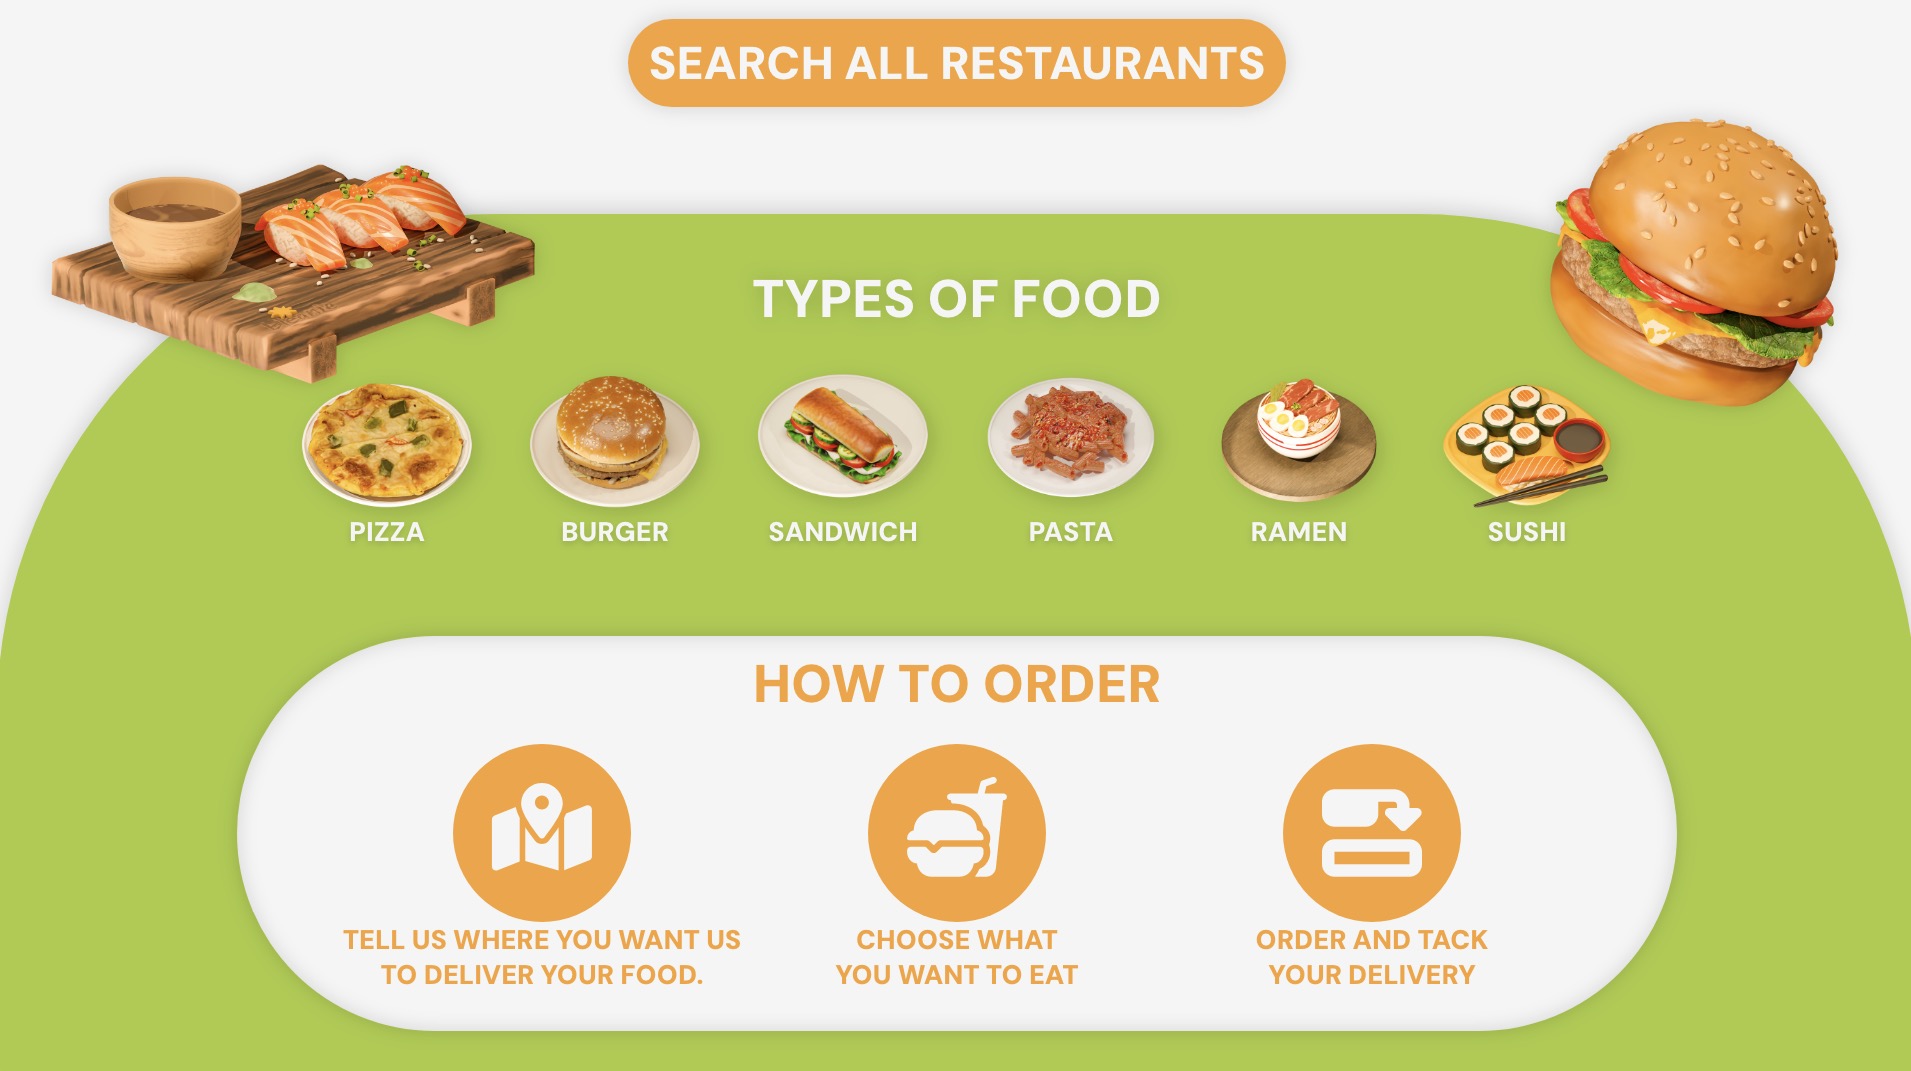 SEARCH ALL RESTAURANTS
TYPES OF FOOD
PIZZA
BURGER
SANDWICH
PASTA
RAMEN
SUSHI
HOW TO ORDER
TELL US WHERE YOU WANT US
TO DELIVER YOUR FOOD.
CHOOSE WHAT
YOU WANT TO EAT
ORDER AND TACK
YOUR DELIVERY